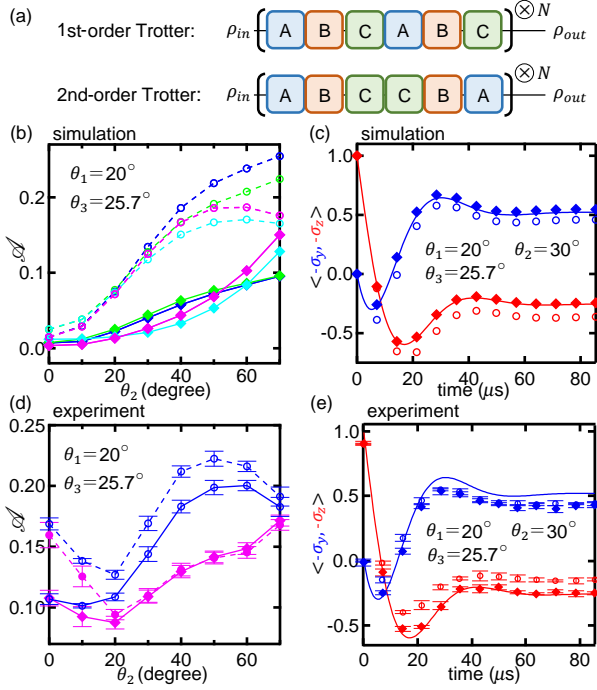 (a)
1st-order Trotter: ρin A B C A B C ⊗N ρout
2nd-order Trotter: ρin A B C C B A ⊗N ρout
(b) simulation
θ1=20°
θ3=25.7°
𝒜
0.2
0.1
0.0
0 20 40 60
θ2 (degree)
(c) simulation
<-σy, -σz>
1.0
0.5
0.0
-0.5
θ1=20° θ2=30°
θ3=25.7°
0 20 40 60 80
time (μs)
(d) experiment
θ1=20°
θ3=25.7°
𝒜
0.25
0.20
0.15
0.10
0 20 40 60
θ2 (degree)
(e) experiment
<-σy, -σz>
1.0
0.5
0.0
-0.5
θ1=20° θ2=30°
θ3=25.7°
0 20 40 60 80
time (μs)